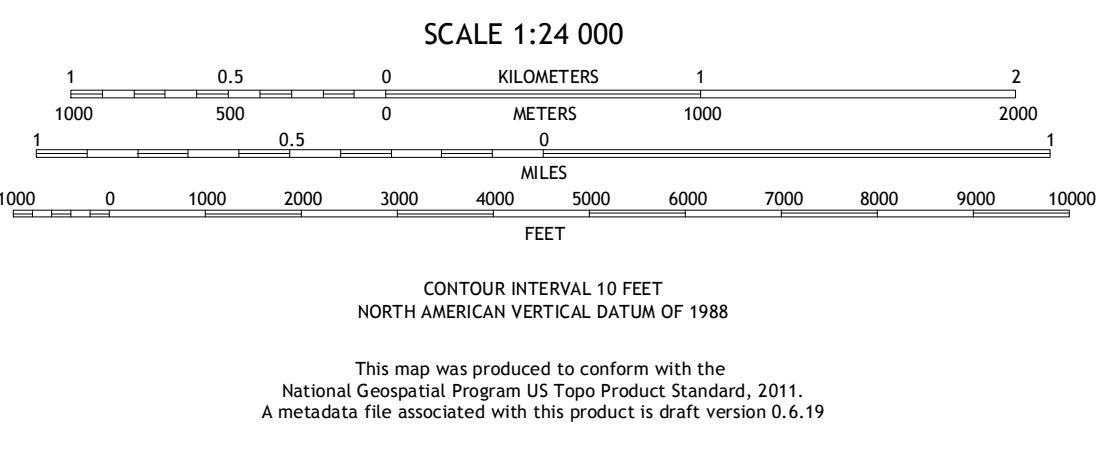 SCALE 1:24 000
1 0.5 0 KILOMETERS 1 2
1000 500 0 METERS 1000 2000
1 0.5 0 1
MILES
1000 0 1000 2000 3000 4000 5000 6000 7000 8000 9000 10000
FEET
CONTOUR INTERVAL 10 FEET
NORTH AMERICAN VERTICAL DATUM OF 1988
This map was produced to conform with the
National Geospatial Program US Topo Product Standard, 2011.
A metadata file associated with this product is draft version 0.6.19